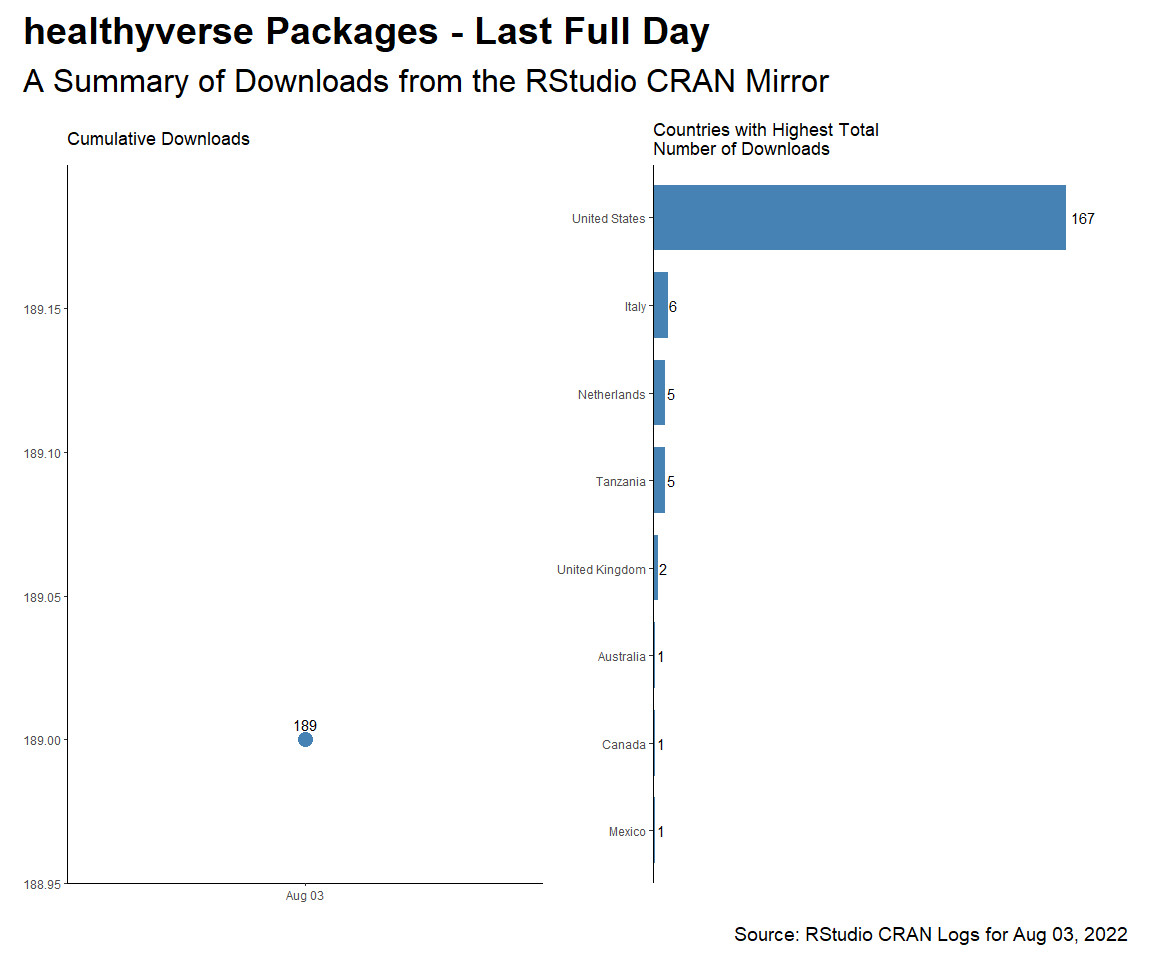 healthyverse Packages - Last Full Day
A Summary of Downloads from the RStudio CRAN Mirror
Cumulative Downloads
189.15
189.10
189.05
189.00
188.95
189
Aug 03
Countries with Highest Total
Number of Downloads
United States 167
Italy 6
Netherlands 5
Tanzania 5
United Kingdom 2
Australia 1
Canada 1
Mexico 1
Source: RStudio CRAN Logs for Aug 03, 2022